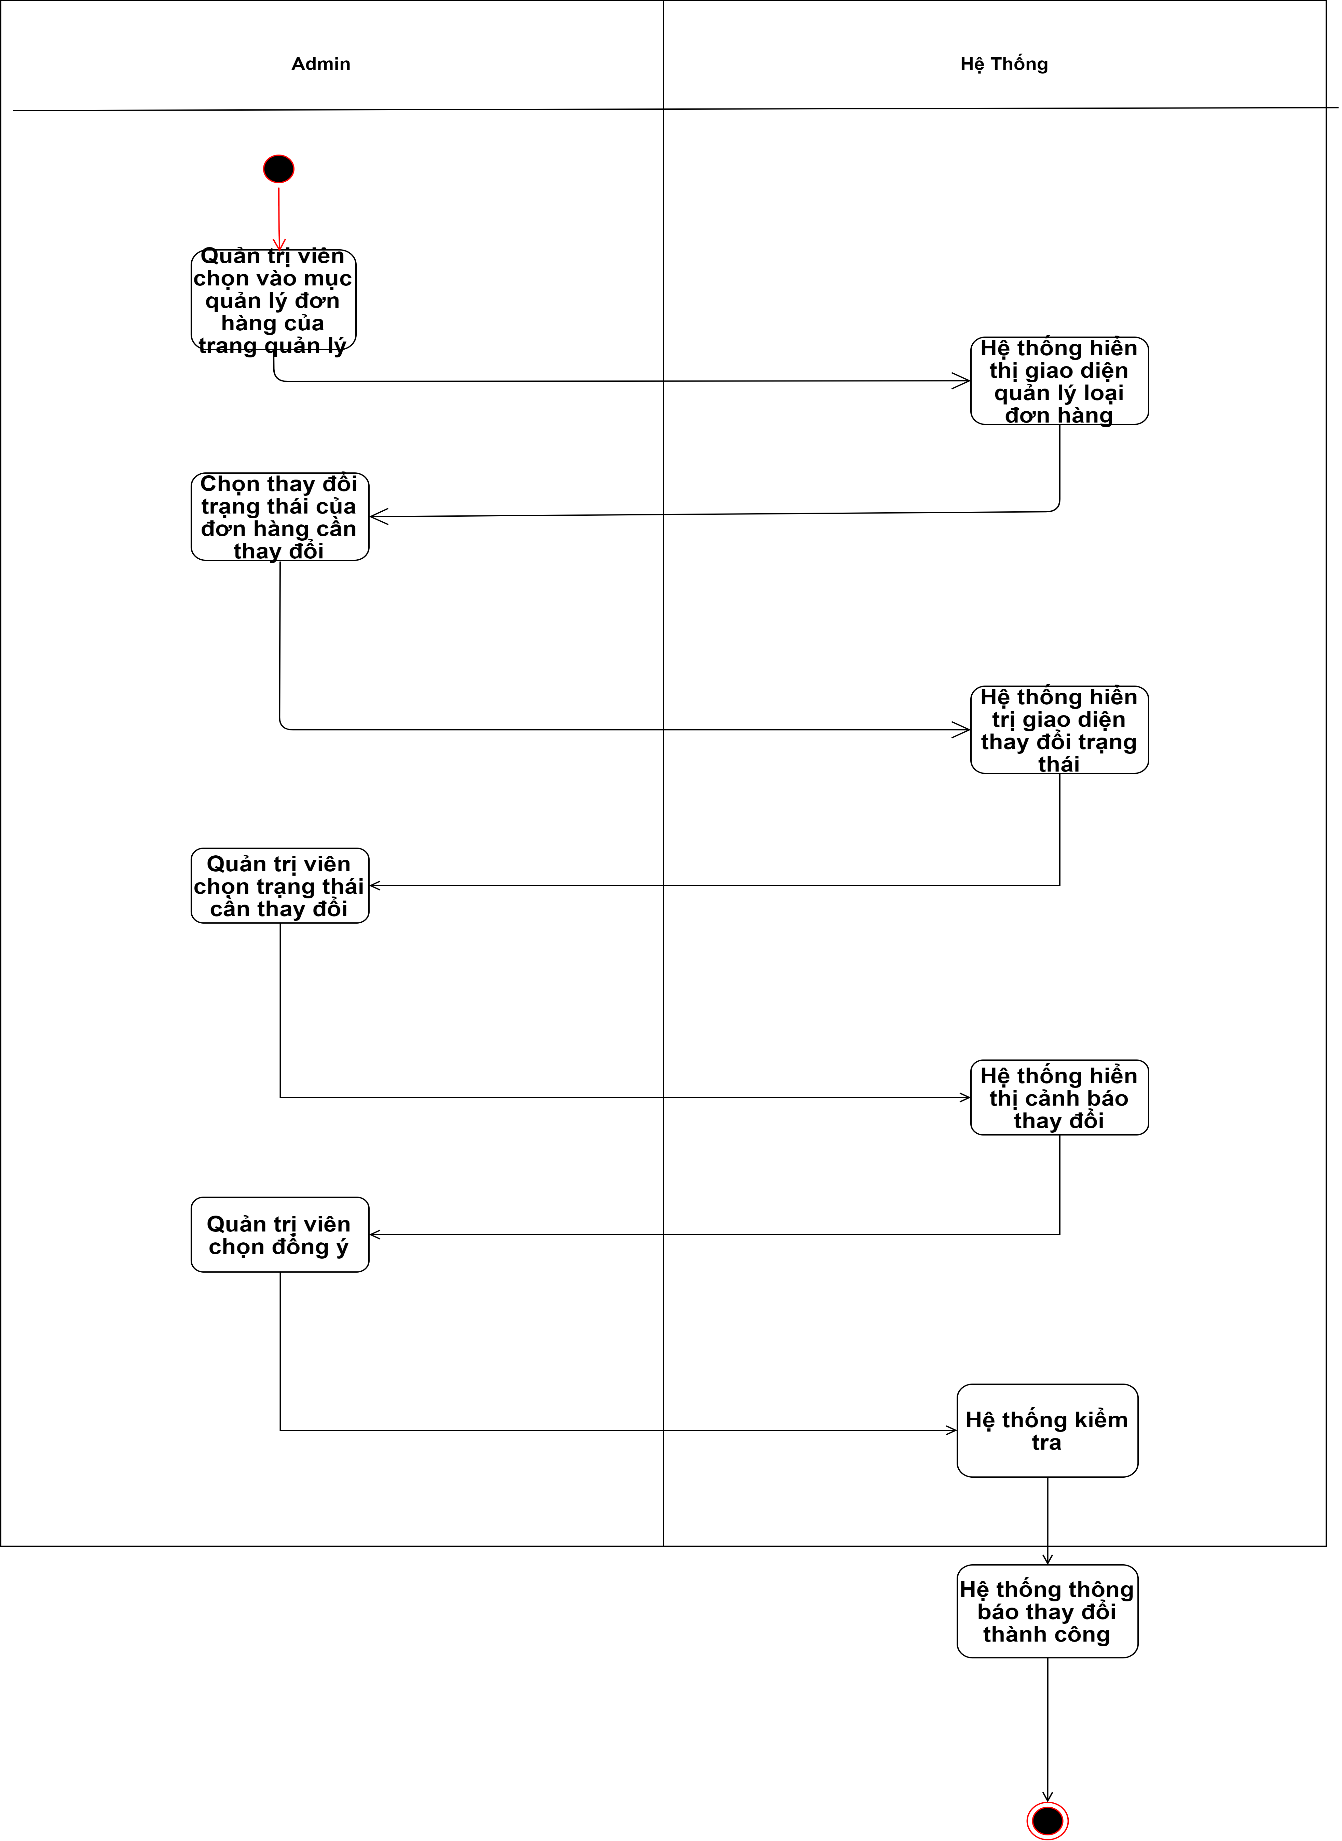 Admin
Hệ Thống
Quản trị viên
chọn vào mục
quản lý đơn
hàng của
trang quản lý
Hệ thống hiển
thị giao diện
quản lý loại
đơn hàng
Chọn thay đổi
trạng thái của
đơn hàng cần
thay đổi
Hệ thống hiển
trị giao diện
thay đổi trạng
thái
Quản trị viên
chọn trạng thái
cần thay đổi
Hệ thống hiển
thị cảnh báo
thay đổi
Quản trị viên
chọn đồng ý
Hệ thống kiểm
tra
Hệ thống thông
báo thay đổi
thành công